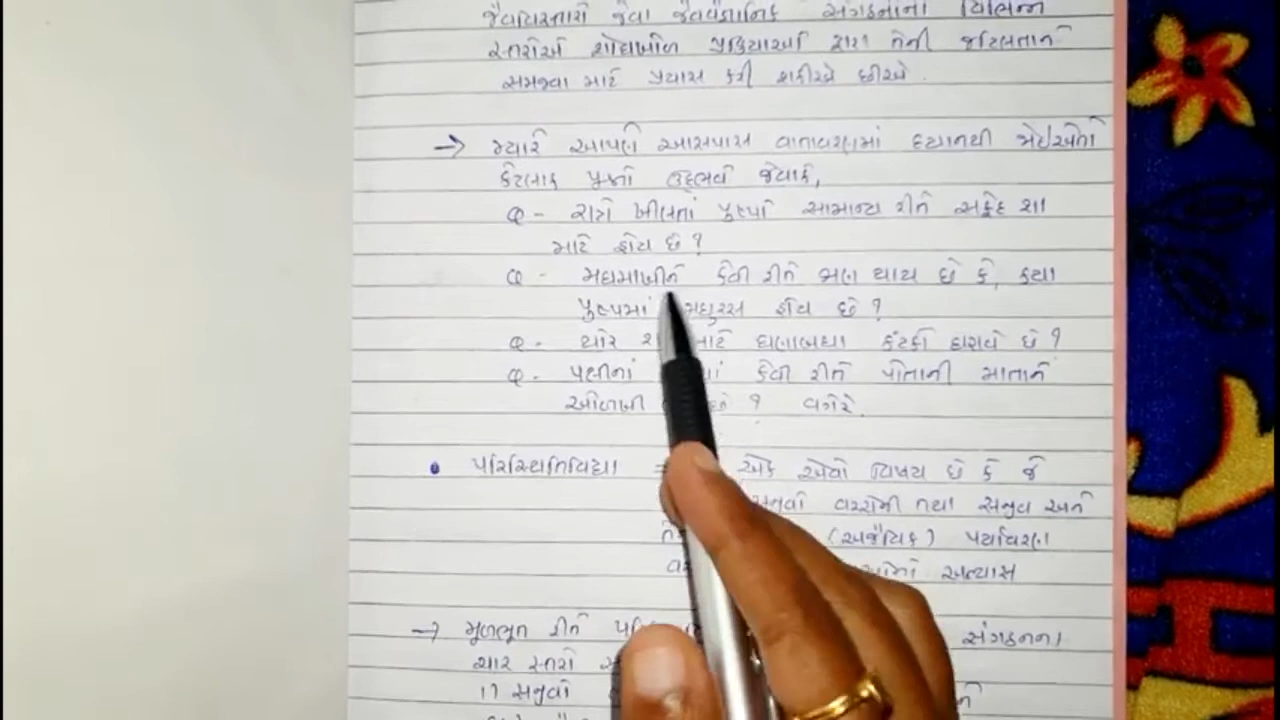 જૈવવિસ્તારો જેવા જૈવવૈજ્ઞાનિક સંગઠનોના વિભિન્ન
સ્તરોએ શોધખોળ પ્રક્રિયાઓ દ્વારા તેની જટિલતાને
સમજવા માટે પ્રયાસ કરી શકીએ છીએ.
→ જ્યારે આપણે આસપાસ વાતાવરણમાં ધ્યાનથી જોઈએતો
કેટલાક પ્રશ્નો ઉદ્દભવે જેવાકે,
Q - રાત્રે ખીલતાં પુષ્પો સામાન્ય રીતે સફેદ શા
માટે હોય છે ?
Q - મધમાખીને કેવી રીતે જાણ થાય છે કે, કયા
પુષ્પમાં મધુરસ હોય છે ?
Q - થોર માટે ઘણાબધા કંટકો ધરાવે છે ?
Q - પક્ષીનાં કેવી રીતે પોતાની માતાને
ઓળખી છે ? વગેરે.
• પરિસ્થિતિવિદ્યા = એક એવો વિષય છે કે જે
સજીવો વચ્ચેની તથા સજીવ અને
(અજૈવિક) પર્યાવરણ
અભ્યાસ
→ મૂળભૂત રીતે સંગઠનના
ચાર સ્તરો
1) સજીવો